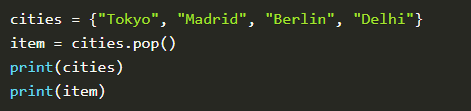 cities = {"Tokyo", "Madrid", "Berlin", "Delhi"}
item = cities.pop()
print(cities)
print(item)